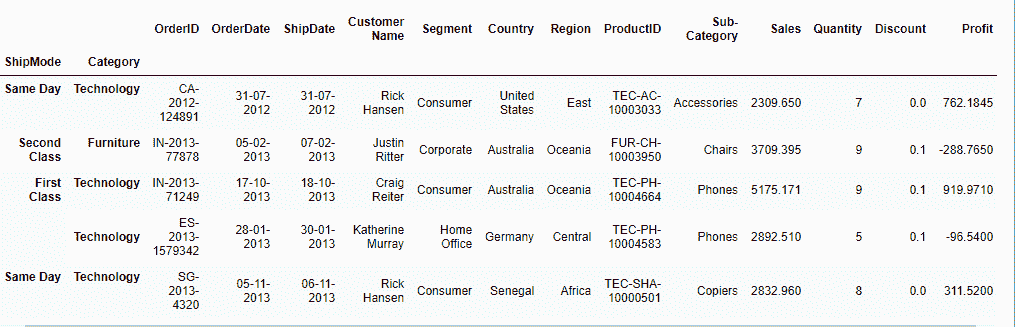 OrderID OrderDate ShipDate Customer Name Segment Country Region ProductID Sub-Category Sales Quantity Discount Profit
ShipMode Category
Same Day Technology CA-2012-124891 31-07-2012 31-07-2012 Rick Hansen Consumer United States East TEC-AC-10003033 Accessories 2309.650 7 0.0 762.1845
Second Class Furniture IN-2013-77878 05-02-2013 07-02-2013 Justin Ritter Corporate Australia Oceania FUR-CH-10003950 Chairs 3709.395 9 0.1 -288.7650
First Class Technology IN-2013-71249 17-10-2013 18-10-2013 Craig Reiter Consumer Australia Oceania TEC-PH-10004664 Phones 5175.171 9 0.1 919.9710
Technology ES-2013-1579342 28-01-2013 30-01-2013 Katherine Murray Home Office Germany Central TEC-PH-10004583 Phones 2892.510 5 0.1 -96.5400
Same Day Technology SG-2013-4320 05-11-2013 06-11-2013 Rick Hansen Consumer Senegal Africa TEC-SHA-10000501 Copiers 2832.960 8 0.0 311.5200